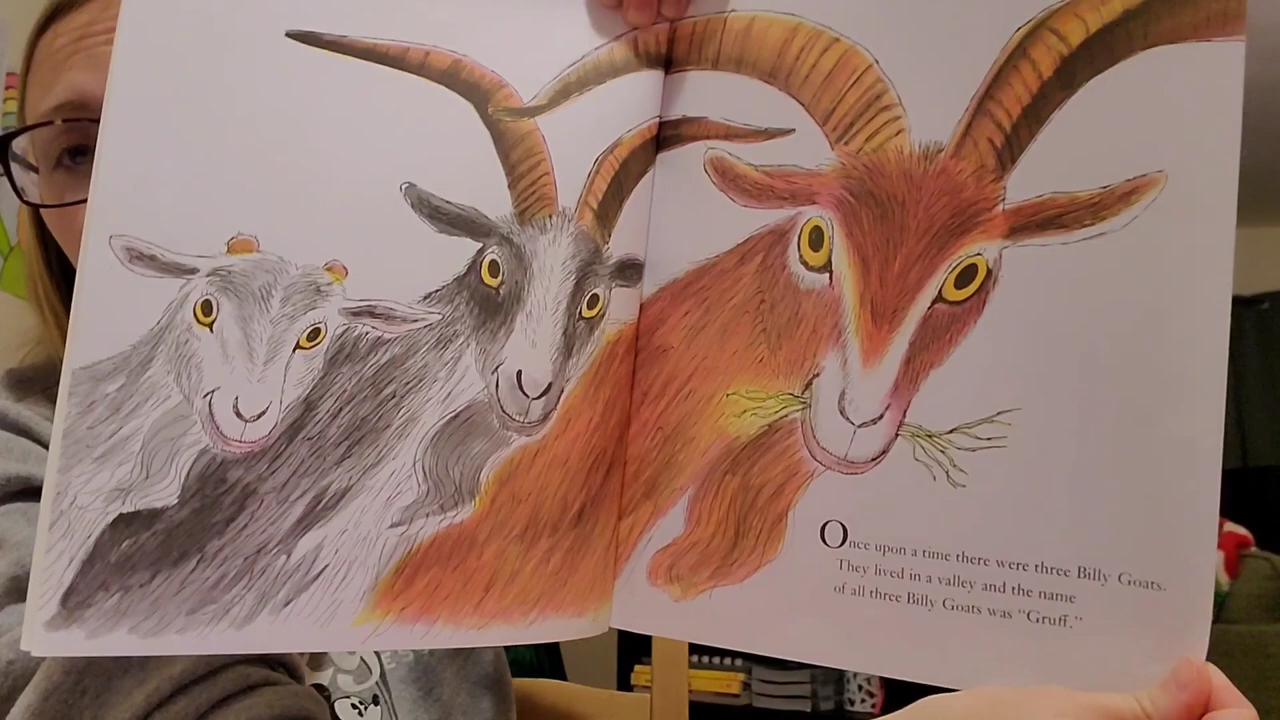 Once upon a time there were three Billy Goats.
They lived in a valley and the name
of all three Billy Goats was “Gruff.”